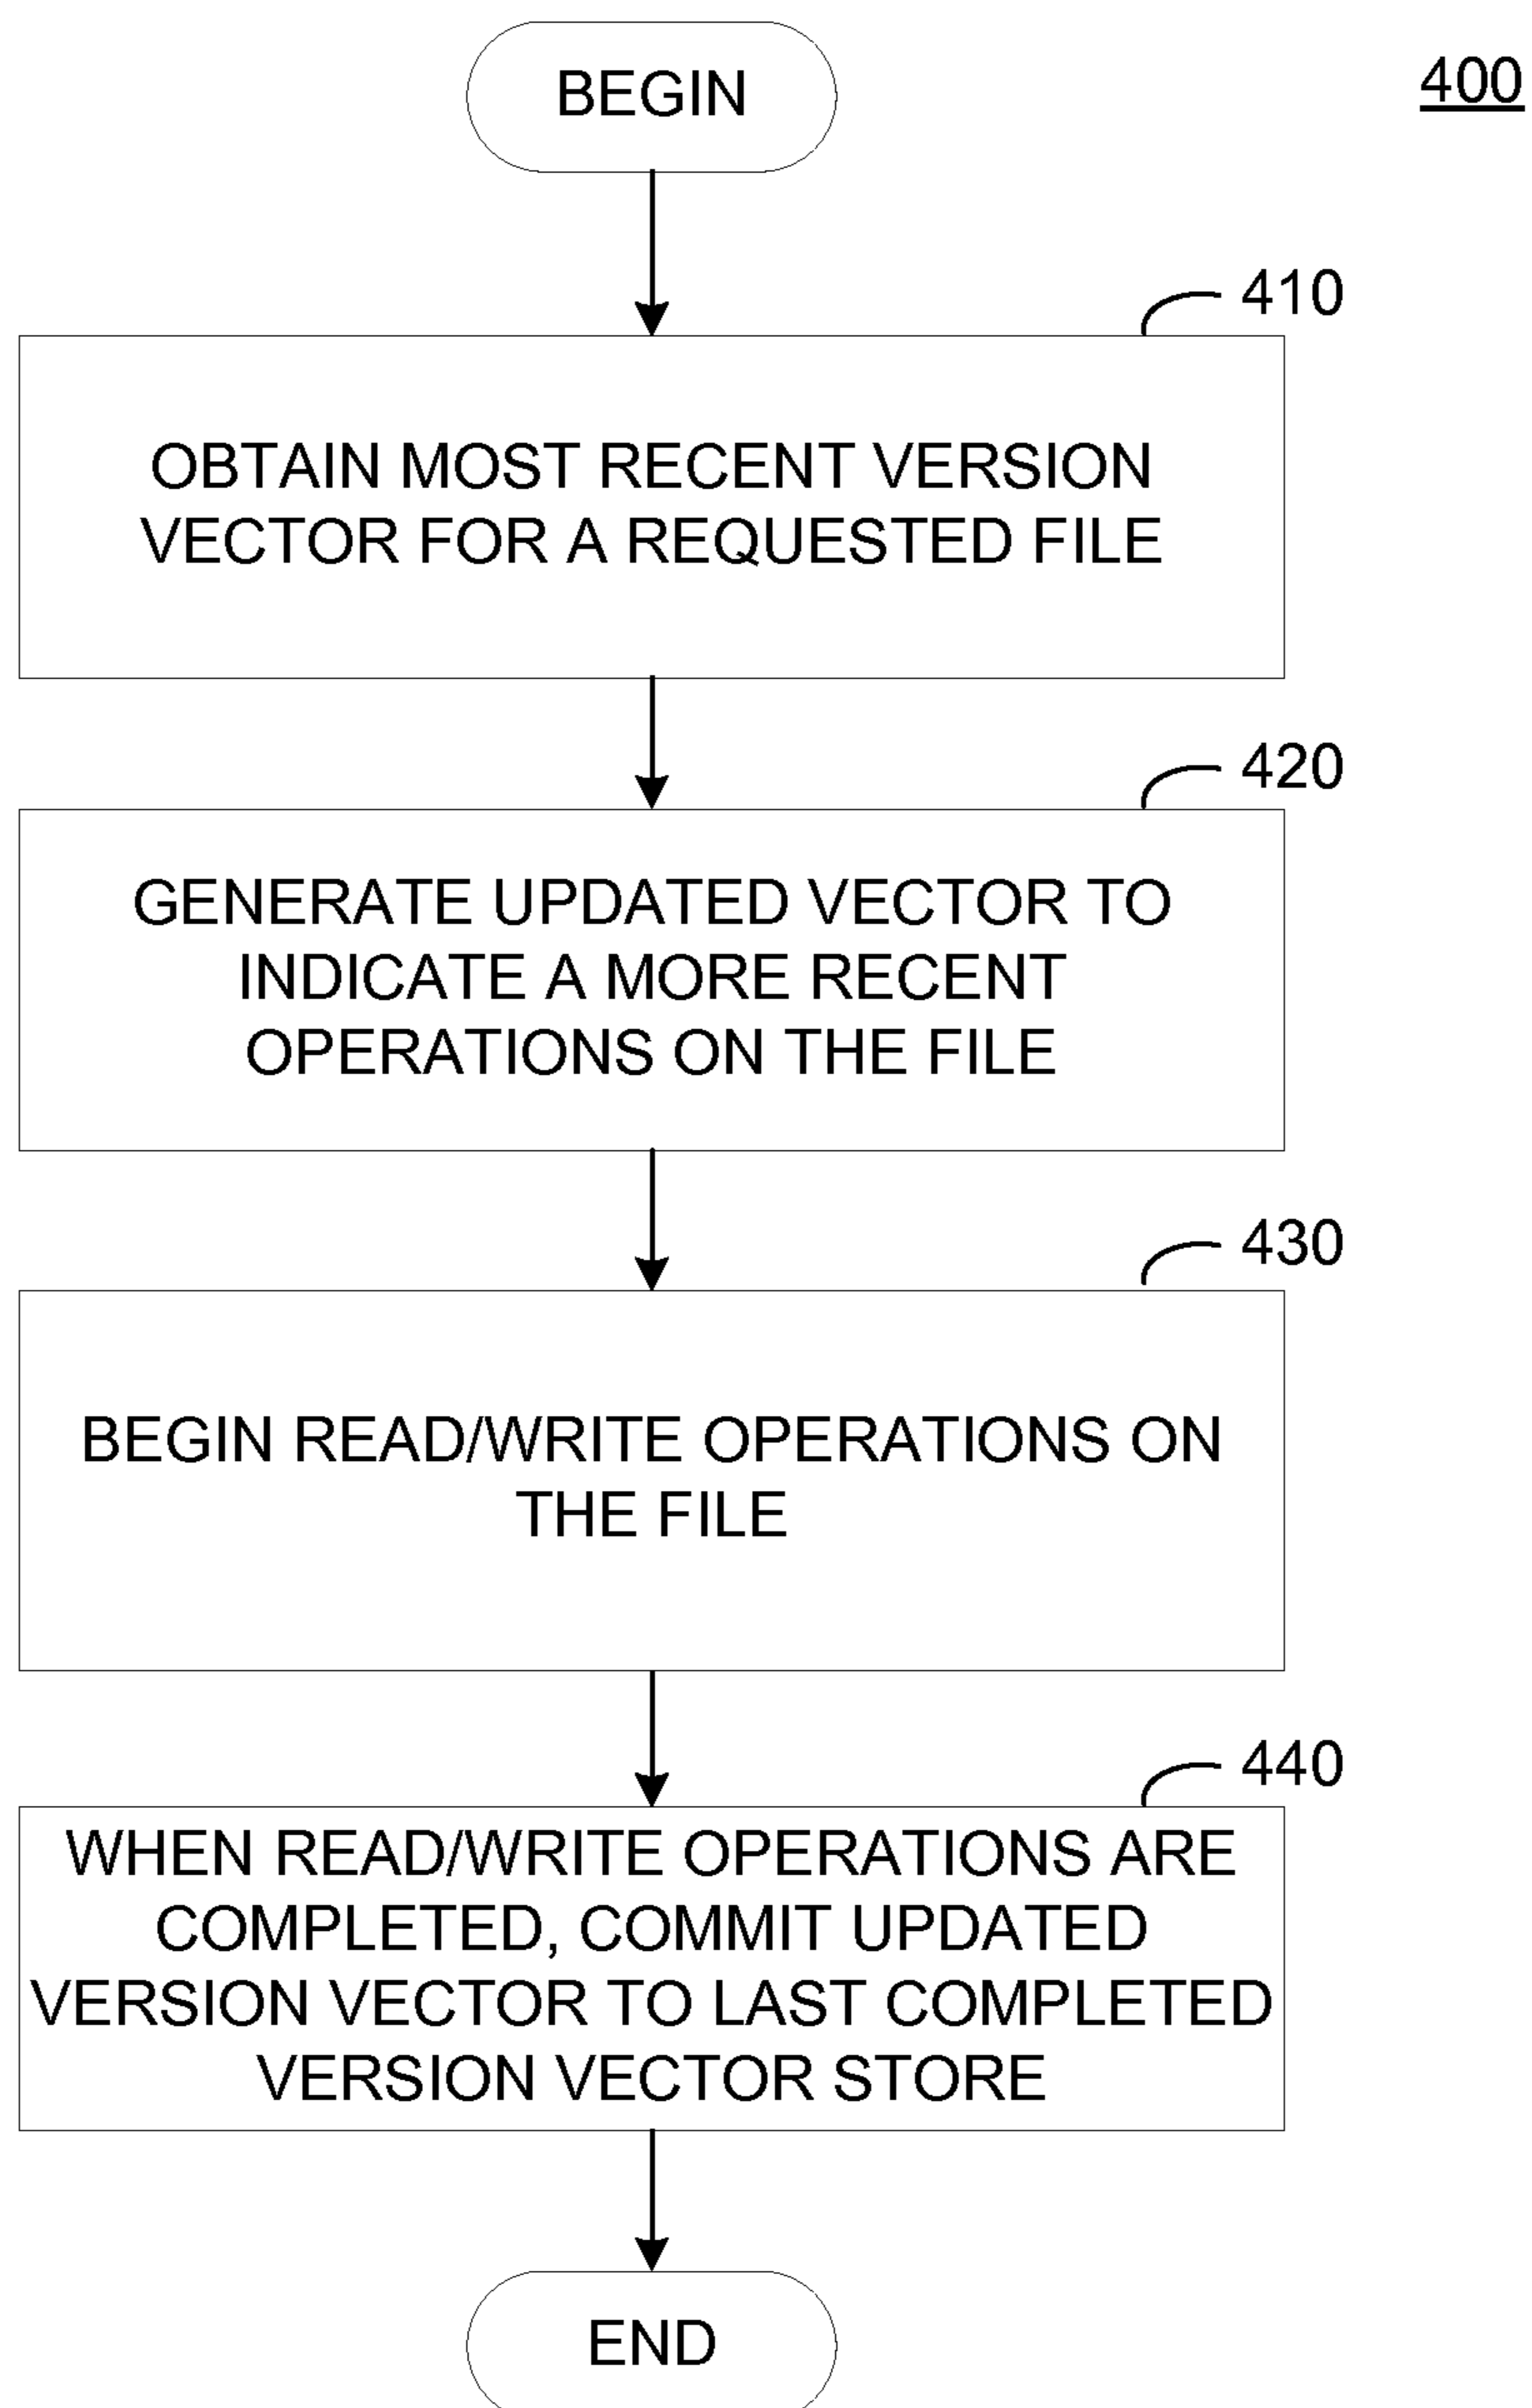 BEGIN
400
410
OBTAIN MOST RECENT VERSION
VECTOR FOR A REQUESTED FILE
420
GENERATE UPDATED VECTOR TO
INDICATE A MORE RECENT
OPERATIONS ON THE FILE
430
BEGIN READ/WRITE OPERATIONS ON
THE FILE
440
WHEN READ/WRITE OPERATIONS ARE
COMPLETED, COMMIT UPDATED
VERSION VECTOR TO LAST COMPLETED
VERSION VECTOR STORE
END